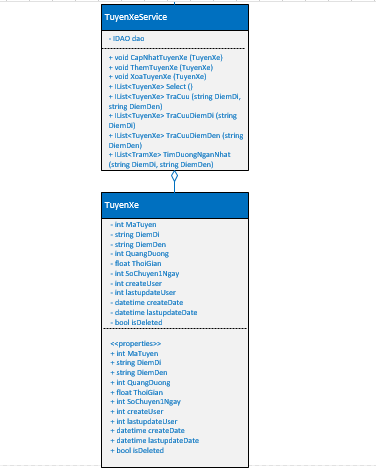 TuyenXeService
- IDAO dao
+ void CapNhatTuyenXe (TuyenXe)
+ void ThemTuyenXe (TuyenXe)
+ void XoaTuyenXe (TuyenXe)
+ IList<TuyenXe> Select ()
+ IList<TuyenXe> TraCuu (string DiemDi,
string DiemDen)
+ IList<TuyenXe> TraCuuDiemDi (string
DiemDi)
+ IList<TuyenXe> TraCuuDiemDen (string
DiemDen)
+ IList<TramXe> TimDuongNganNhat
(string DiemDi, string DiemDen)
TuyenXe
- int MaTuyen
- string DiemDi
- string DiemDen
- int QuangDuong
- float ThoiGian
- int SoChuyen1Ngay
- int createUser
- int lastupdateUser
- datetime createDate
- datetime lastupdateDate
- bool isDeleted
<<properties>>
+ int MaTuyen
+ string DiemDi
+ string DiemDen
+ int QuangDuong
+ float ThoiGian
+ int SoChuyen1Ngay
+ int createUser
+ int lastupdateUser
+ datetime createDate
+ datetime lastupdateDate
+ bool isDeleted